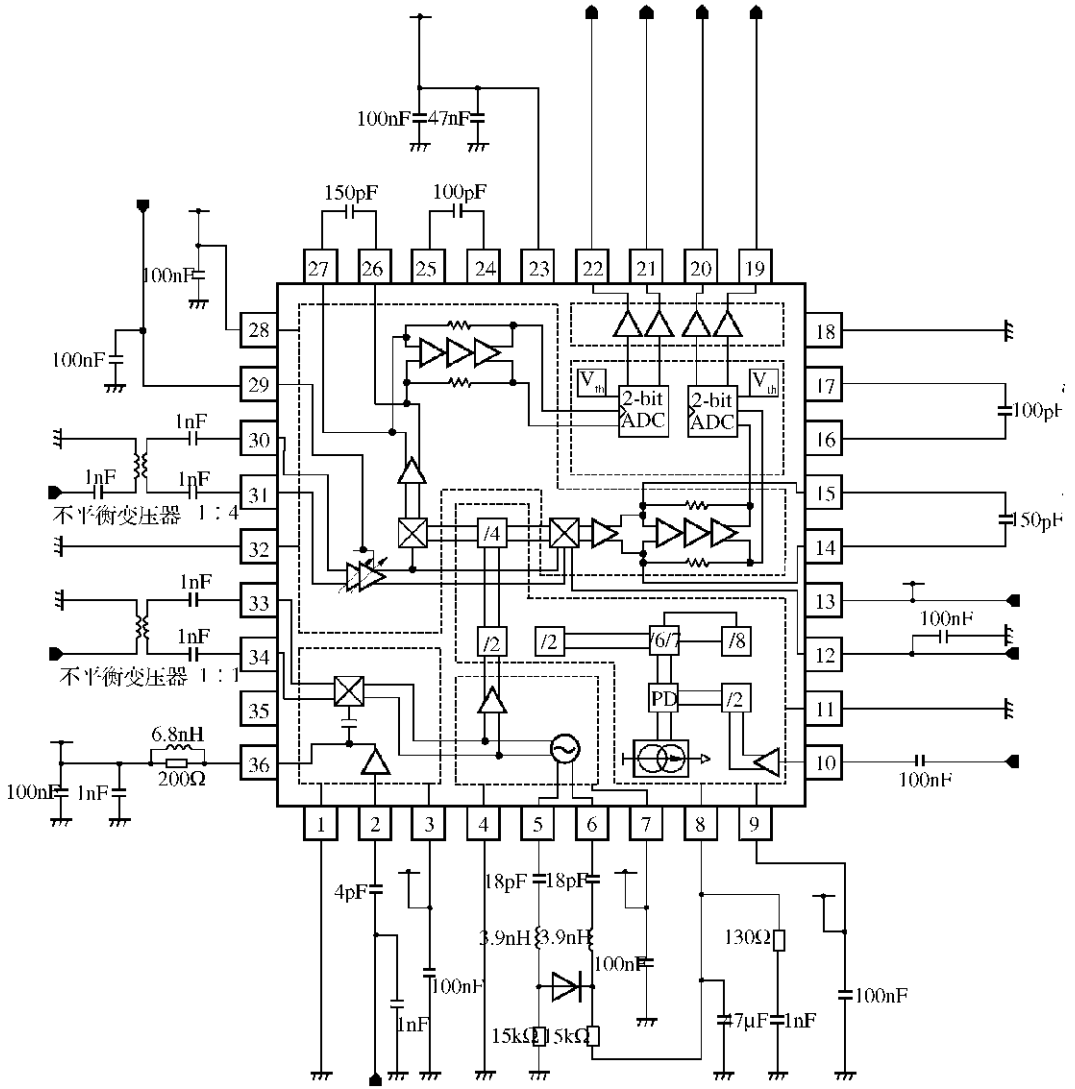 100nF 47nF
150pF 100pF
27 26 25 24 23 22 21 20 19
100nF
28
100nF
29
1nF
30
1nF 1nF
31
不平衡变压器 1：4
32
1nF
33
1nF
34
不平衡变压器 1：1
35
6.8nH
200Ω
36
100nF 1nF
Vth 2-bit ADC 2-bit ADC Vth
/4
/2
/2 /6/7 /8
PD /2
18
17
100pF
16
15
150pF
14
13
100nF
12
11
10
100nF
1 2 3 4 5 6 7 8 9
4pF
18pF 18pF
3.9nH 3.9nH
130Ω
100nF
100nF
1nF
15kΩ 15kΩ
47μF 1nF
100nF